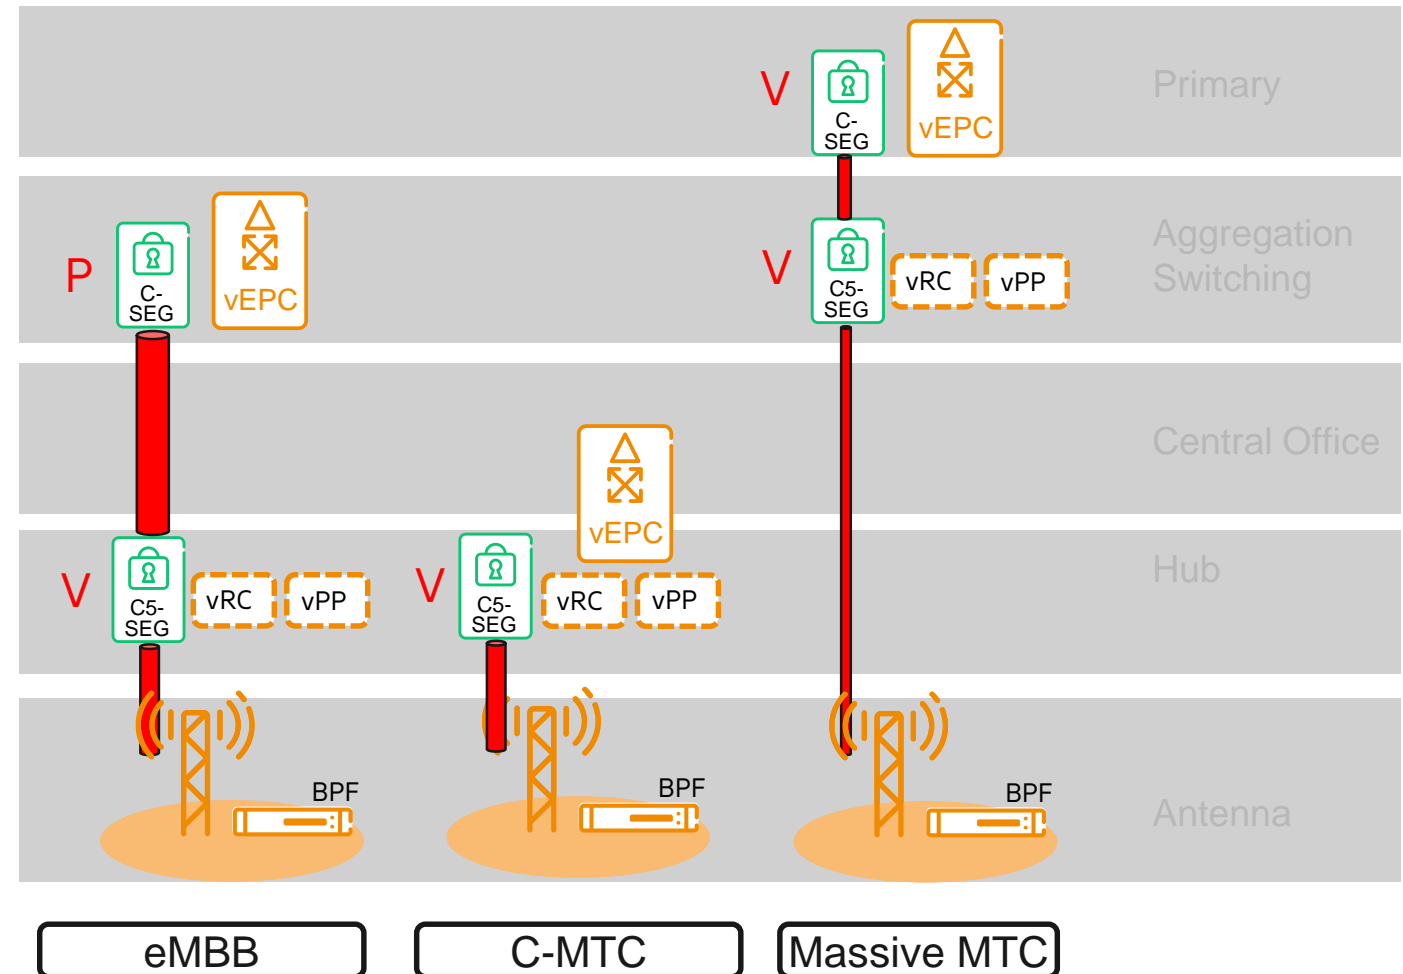 V
C-
SEG
vEPC
Primary
P
C-
SEG
vEPC
V
C5-
SEG
vRC
vPP
Aggregation
Switching
Central Office
vEPC
V
C5-
SEG
vRC
vPP
V
C5-
SEG
vRC
vPP
Hub
BPF
BPF
BPF
Antenna
eMBB
C-MTC
Massive MTC